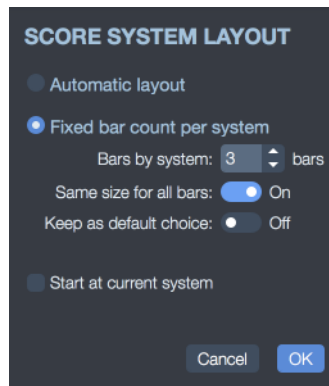 SCORE SYSTEM LAYOUT
Automatic layout
Fixed bar count per system
Bars by system: 3 bars
Same size for all bars: On
Keep as default choice: Off
Start at current system
Cancel OK